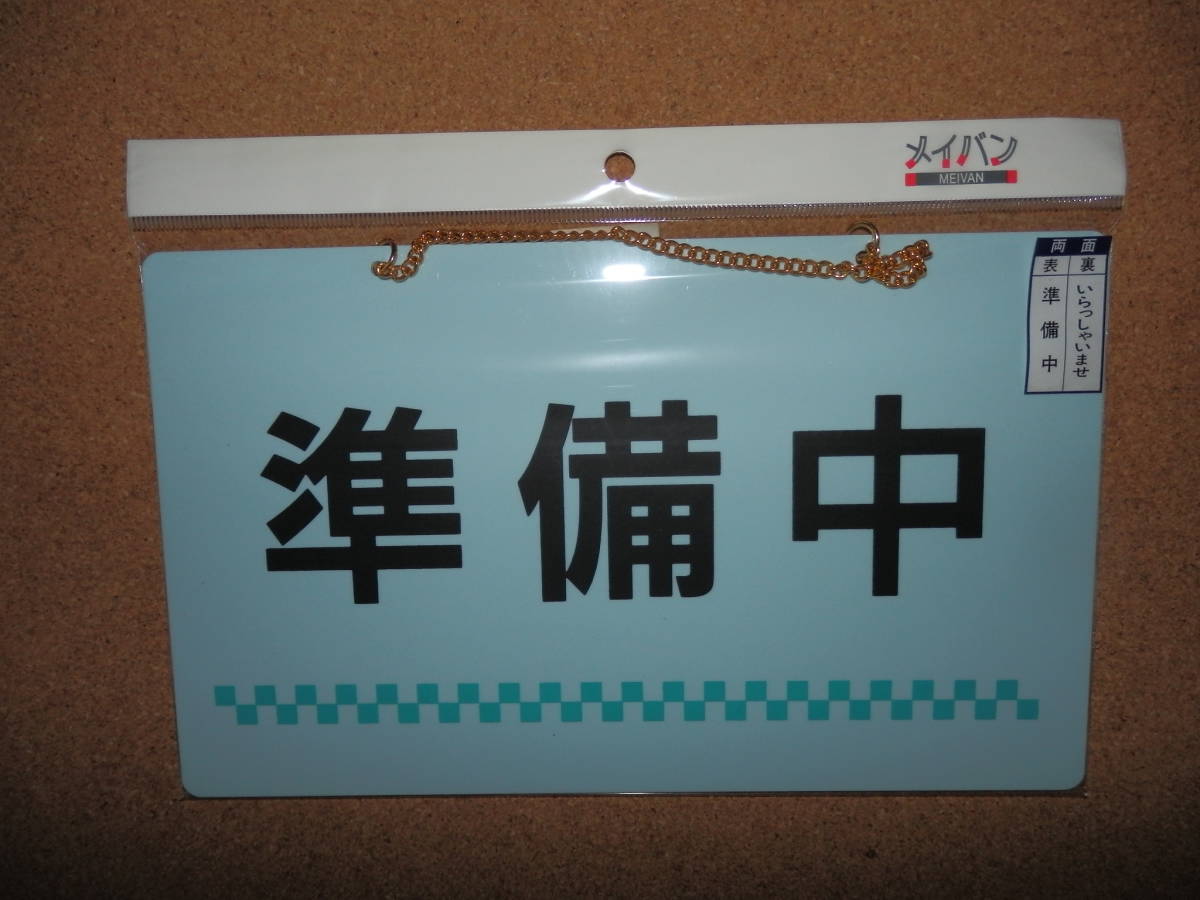 メイバン
MEIVAN
両面
表 裏
準備中
いらっしゃいませ
準備中